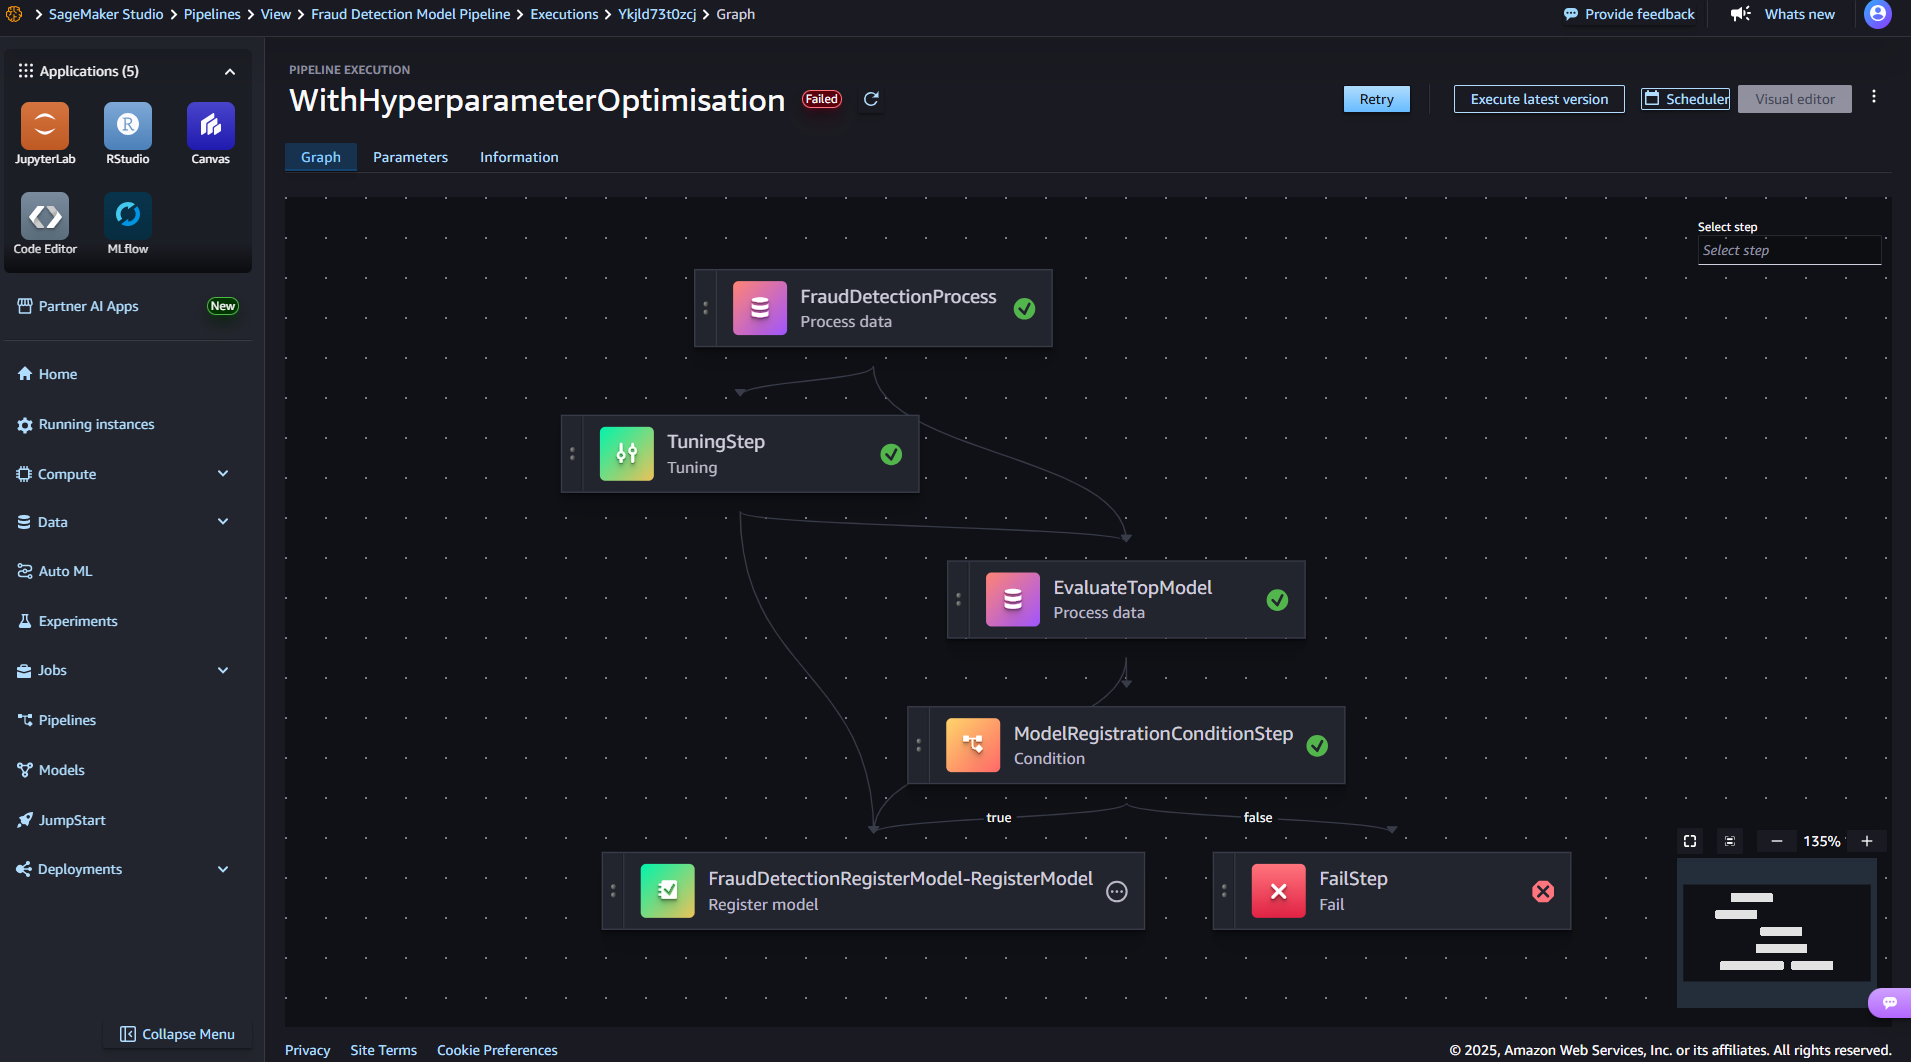 SageMaker Studio > Pipelines > View > Fraud Detection Model Pipeline > Executions > Ykjld73t0zcj > Graph
Provide feedback
Whats new
Applications (5)
JupyterLab
RStudio
Canvas
Code Editor
MLflow
Partner AI Apps
New
Home
Running instances
Compute
Data
Auto ML
Experiments
Jobs
Pipelines
Models
JumpStart
Deployments
Collapse Menu
PIPELINE EXECUTION
WithHyperparameterOptimisation
Failed
Retry
Execute latest version
Scheduler
Visual editor
Graph
Parameters
Information
Select step
Select step
FraudDetectionProcess
Process data
TuningStep
Tuning
EvaluateTopModel
Process data
ModelRegistrationConditionStep
Condition
true
false
FraudDetectionRegisterModel-RegisterModel
Register model
FailStep
Fail
135%
Privacy
Site Terms
Cookie Preferences
© 2025, Amazon Web Services, Inc. or its affiliates. All rights reserved.